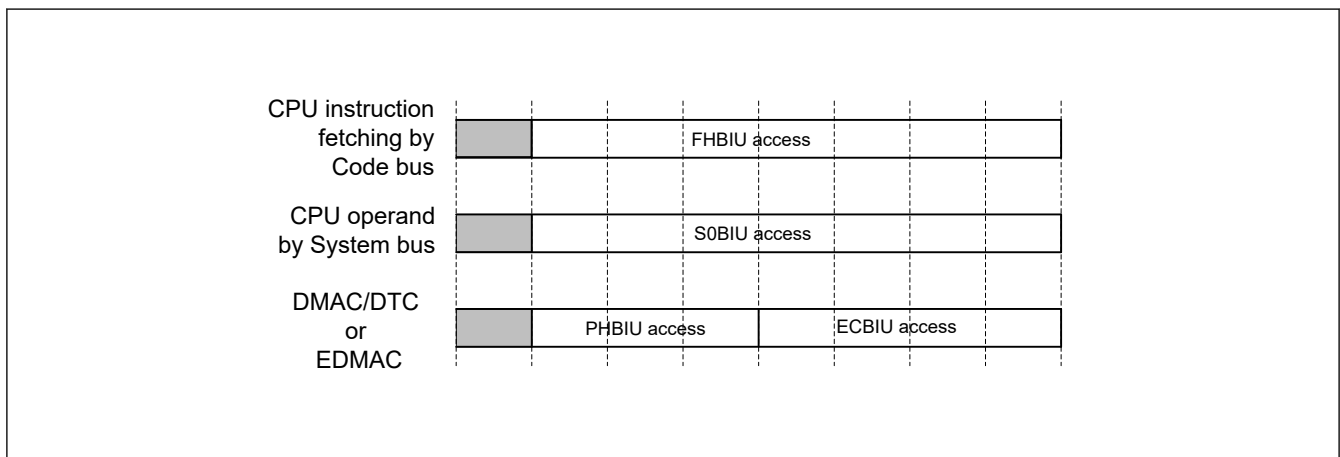 CPU instruction
fetching by
Code bus
FHBIU access
CPU operand
by System bus
S0BIU access
DMAC/DTC
or
EDMAC
PHBIU access
ECBIU access